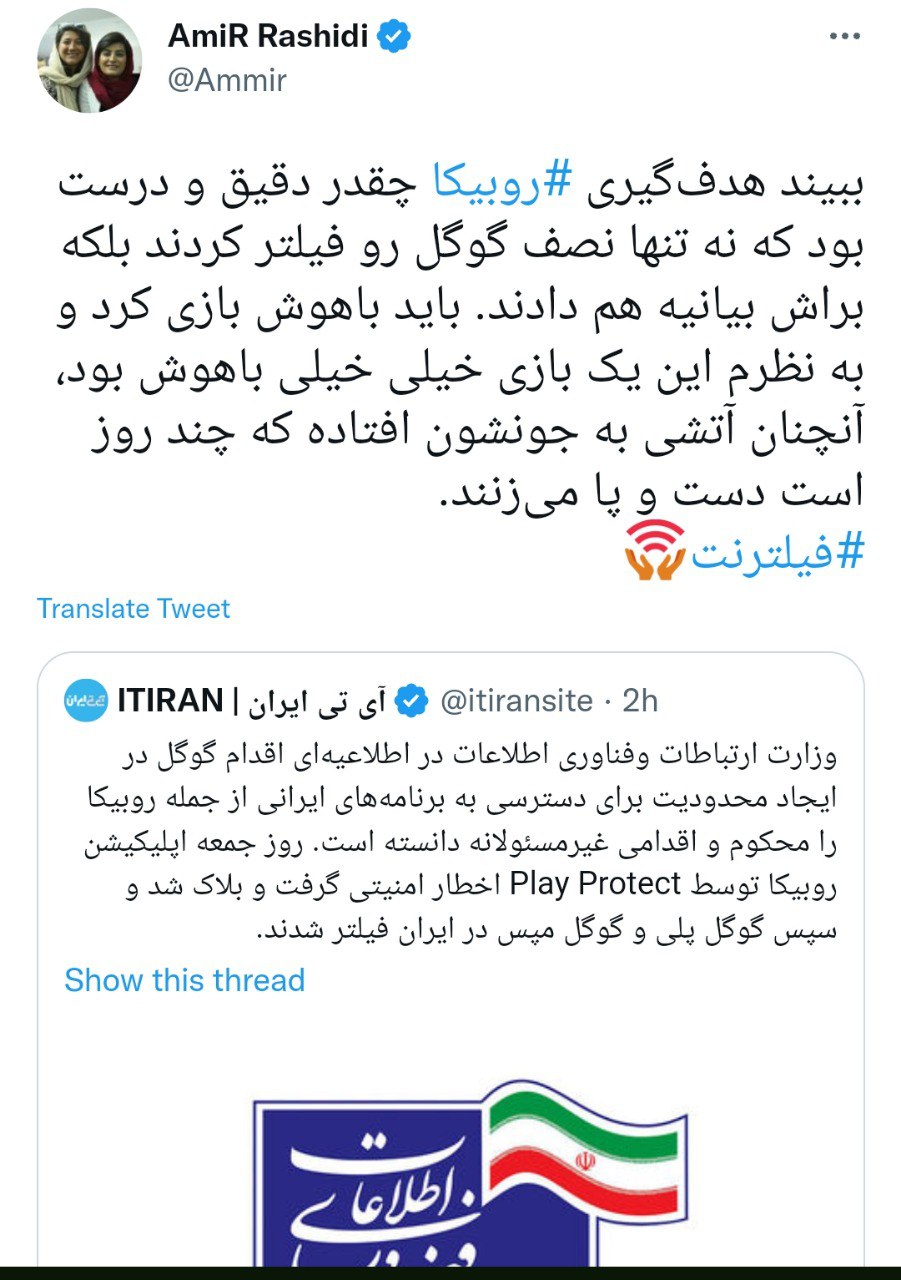 AmiR Rashidi
@Ammir
ببیند هدف‌گیری #روبیکا چقدر دقیق و درست
بود که نه تنها نصف گوگل رو فیلتر کردند بلکه
براش بیانیه هم دادند. باید باهوش بازی کرد و
به نظرم این یک بازی خیلی خیلی باهوش بود،
آنچنان آتشی به جونشون افتاده که چند روز
است دست و پا می‌زنند.
#فیلترنت
Translate Tweet
ITIRAN | آی تی ایران @itiransite · 2h
وزارت ارتباطات وفناوری اطلاعات در اطلاعیه‌ای اقدام گوگل در
ایجاد محدودیت برای دسترسی به برنامه‌های ایرانی از جمله روبیکا
را محکوم و اقدامی غیرمسئولانه دانسته است. روز جمعه اپلیکیشن
روبیکا توسط Play Protect اخطار امنیتی گرفت و بلاک شد و
سپس گوگل پلی و گوگل مپس در ایران فیلتر شدند.
Show this thread
اطلاعات